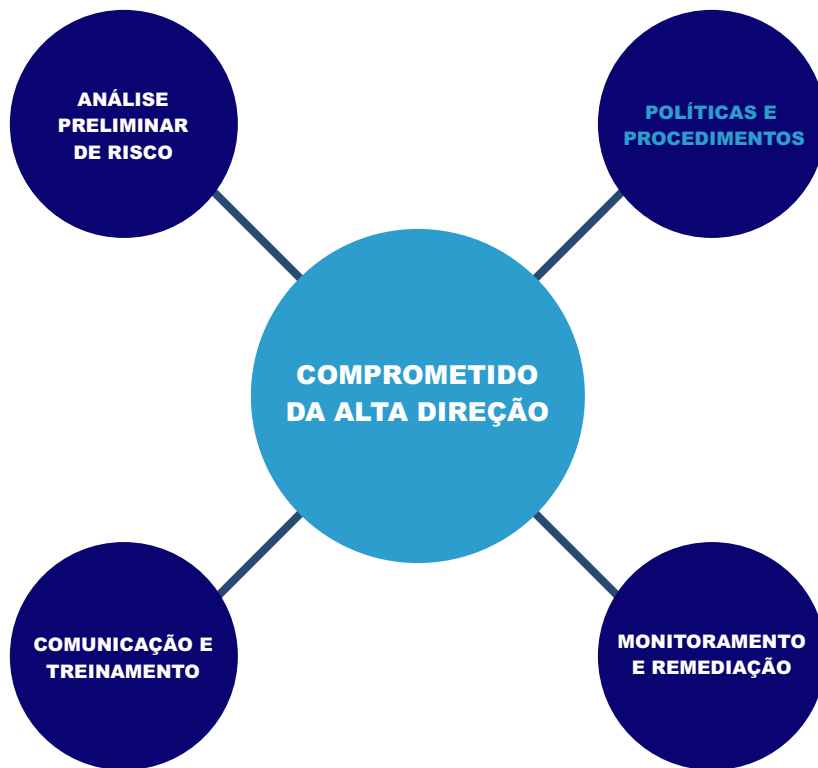 ANÁLISE
PRELIMINAR
DE RISCO
POLÍTICAS E
PROCEDIMENTOS
COMPROMETIDO
DA ALTA DIREÇÃO
COMUNICAÇÃO E
TREINAMENTO
MONITORAMENTO
E REMEDIAÇÃO